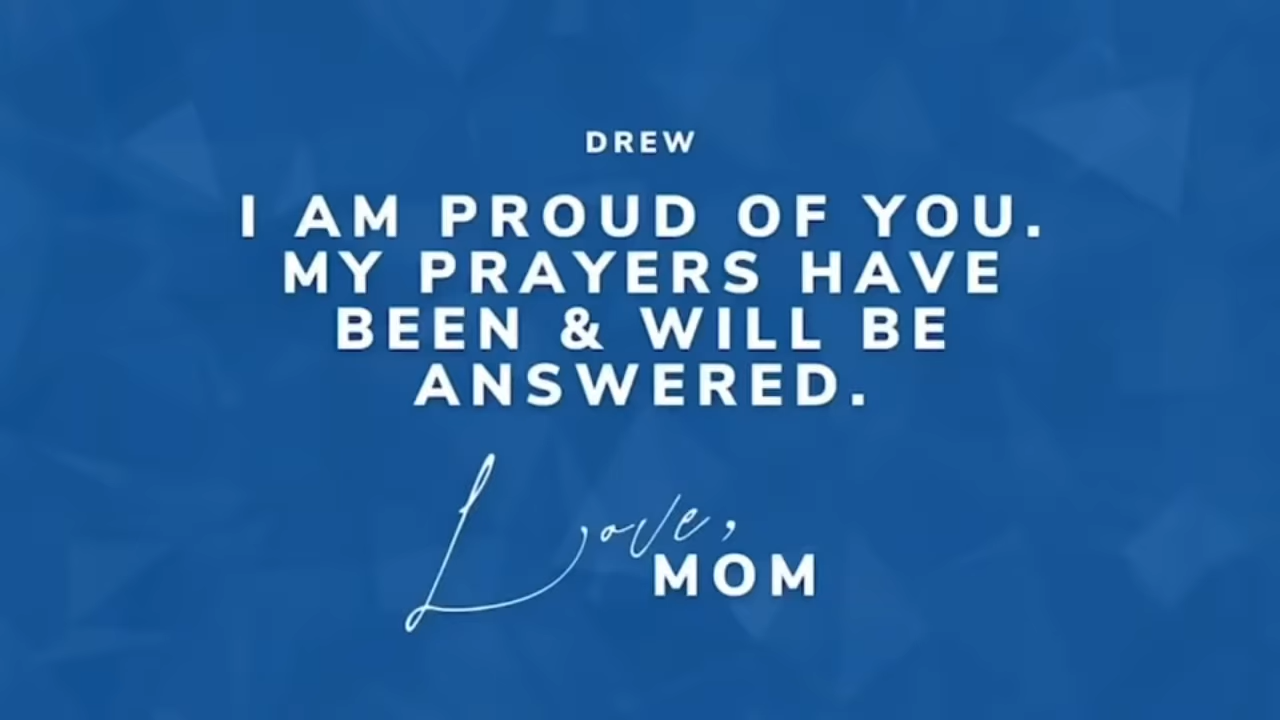 DREW
I AM PROUD OF YOU.
MY PRAYERS HAVE
BEEN & WILL BE
ANSWERED.
Love,
MOM